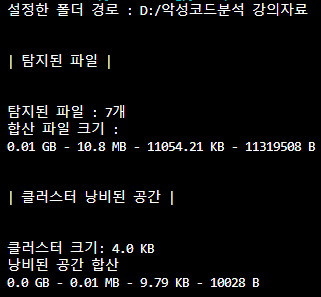 설정한 폴더 경로 : D:/악성코드분석 강의자료
| 탐지된 파일 |
탐지된 파일 : 7개
합산 파일 크기 :
0.01 GB - 10.8 MB - 11054.21 KB - 11319508 B
| 클러스터 낭비된 공간 |
클러스터 크기: 4.0 KB
낭비된 공간 합산
0.0 GB - 0.01 MB - 9.79 KB - 10028 B